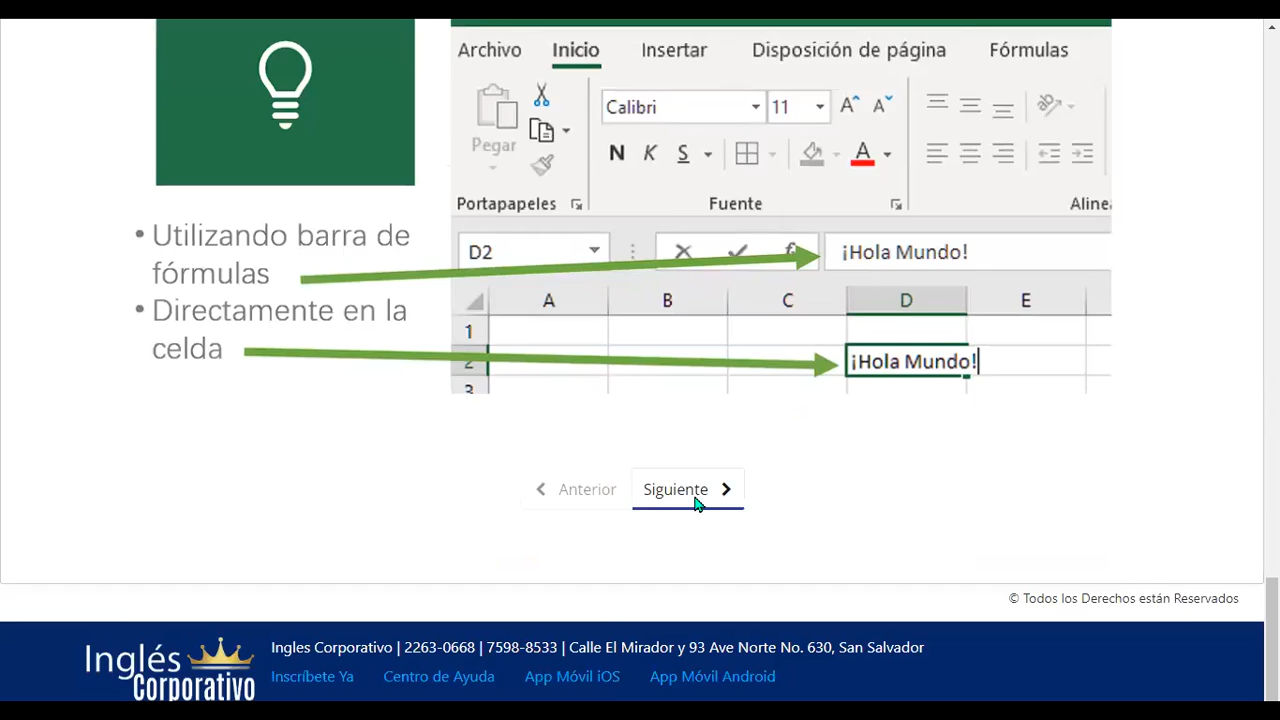 Archivo Inicio Insertar Disposición de página Fórmulas
Calibri 11 A A
Pegar
N K S A
Portapapeles Fuente Alinea
• Utilizando barra de
fórmulas
• Directamente en la
celda
D2 ¡Hola Mundo!
A B C D E
1
2 ¡Hola Mundo!
3
Anterior Siguiente
© Todos los Derechos están Reservados
Inglés
Corporativo
Ingles Corporativo | 2263-0668 | 7598-8533 | Calle El Mirador y 93 Ave Norte No. 630, San Salvador
Inscríbete Ya Centro de Ayuda App Móvil iOS App Móvil Android